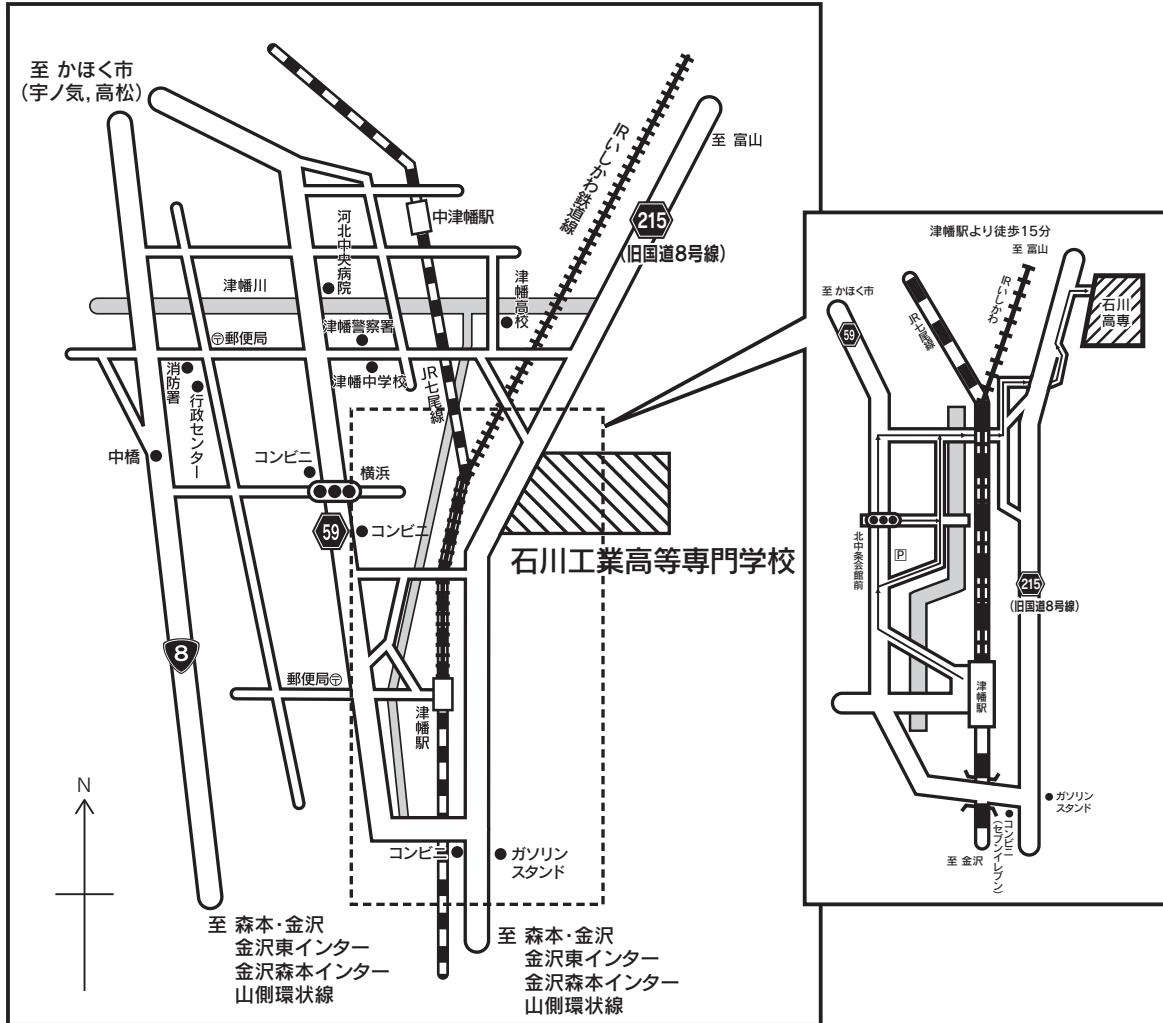 至 かほく市
(宇ノ気, 高松)
IRいしかわ鉄道線
至 富山
215
(旧国道8号線)
中津幡駅
河北中央病院
津幡川
津幡高校
津幡警察署
〶郵便局
消防署
行政センター
津幡中学校
JR七尾線
中橋
コンビニ
横浜
59
コンビニ
石川工業高等専門学校
8
郵便局〶
津幡駅
N
コンビニ
ガソリン
スタンド
至 森本・金沢
金沢東インター
金沢森本インター
山側環状線
至 森本・金沢
金沢東インター
金沢森本インター
山側環状線
津幡駅より徒歩15分
至 富山
至 かほく市
59
JR七尾線
IRいしかわ
石川
高専
北中条会館前
P
215
(旧国道8号線)
津幡駅
ガソリン
スタンド
コンビニ
(セブンイレブン)
至 金沢